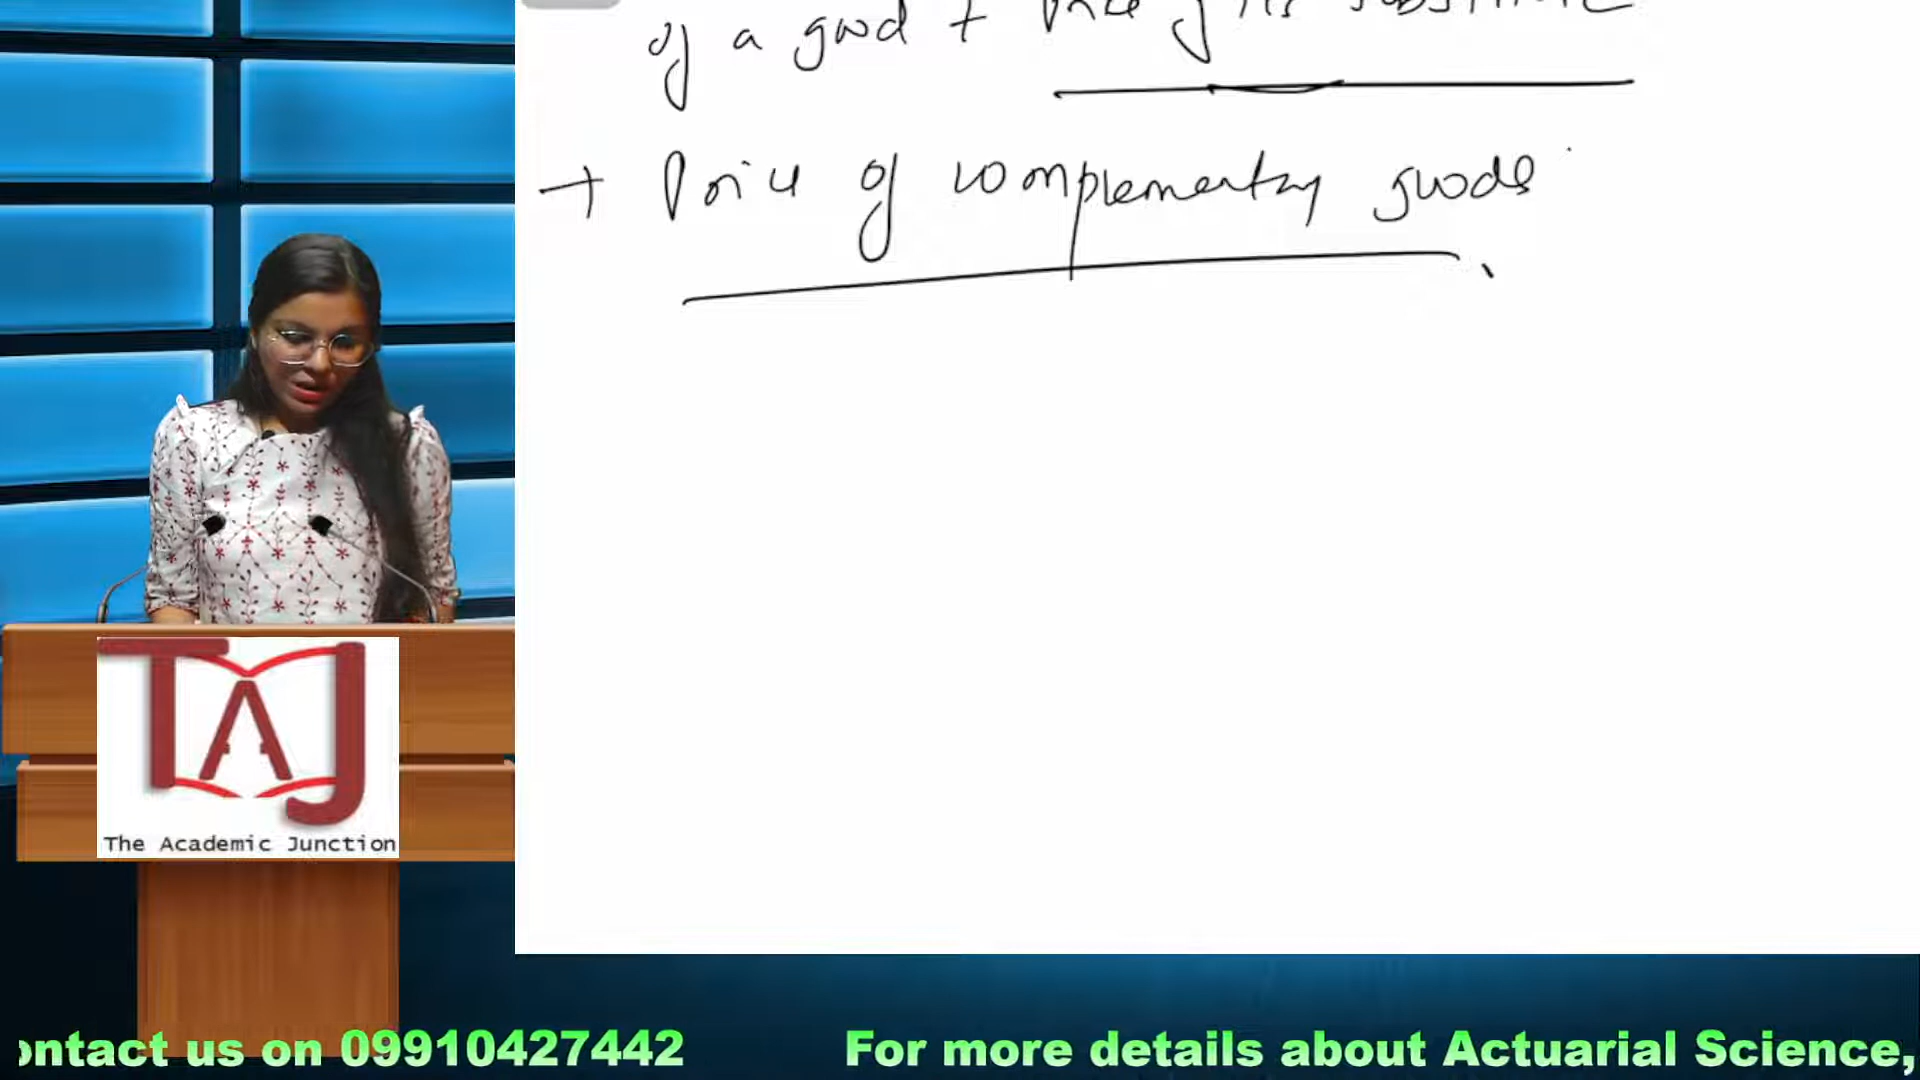 of a good + Price of its substitute
→ Price of complementry goods
TAJ
The Academic Junction
ontact us on 09910427442 For more details about Actuarial Science,